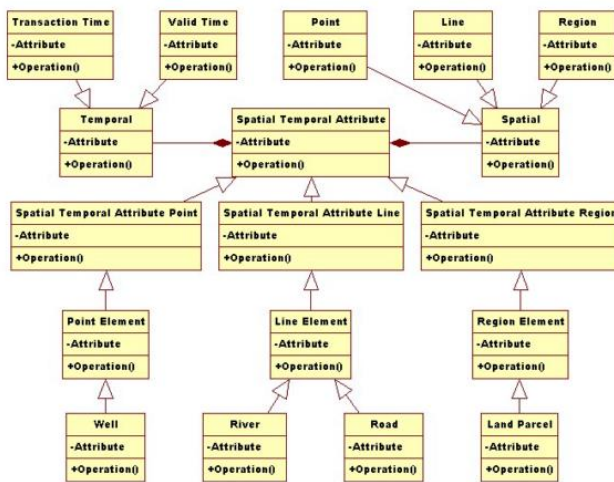 Transaction Time
-Attribute
+Operation()
Valid Time
-Attribute
+Operation()
Point
-Attribute
+Operation()
Line
-Attribute
+Operation()
Region
-Attribute
+Operation()
Temporal
-Attribute
+Operation()
Spatial Temporal Attribute
-Attribute
+Operation()
Spatial
-Attribute
+Operation()
Spatial Temporal Attribute Point
-Attribute
+Operation()
Spatial Temporal Attribute Line
-Attribute
+Operation()
Spatial Temporal Attribute Region
-Attribute
+Operation()
Point Element
-Attribute
+Operation()
Line Element
-Attribute
+Operation()
Region Element
-Attribute
+Operation()
Well
-Attribute
+Operation()
River
-Attribute
+Operation()
Road
-Attribute
+Operation()
Land Parcel
-Attribute
+Operation()